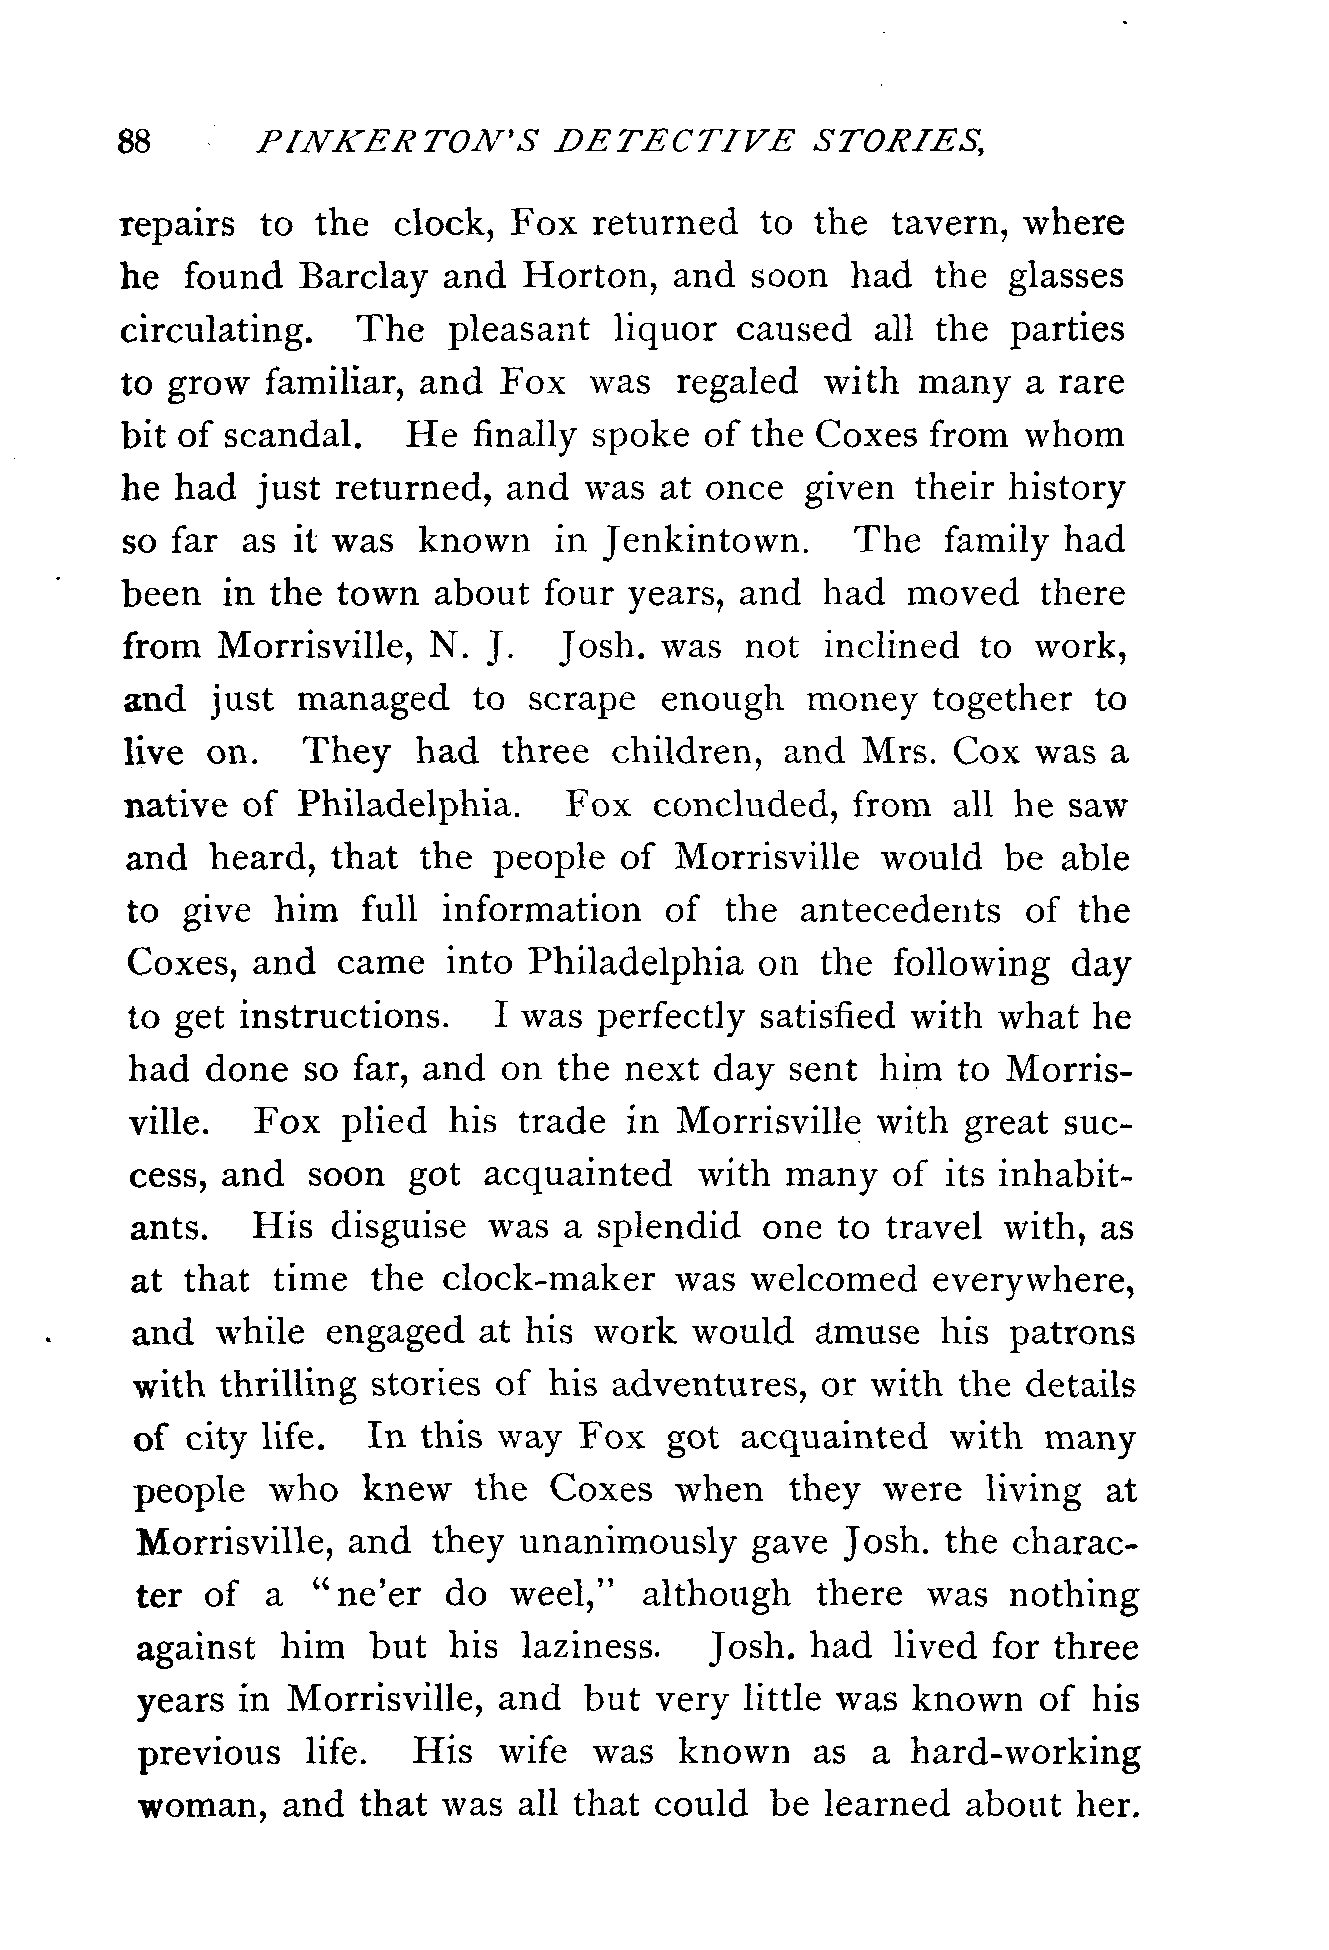 88 PINKERTON'S DETECTIVE STORIES,
repairs to the clock, Fox returned to the tavern, where
he found Barclay and Horton, and soon had the glasses
circulating. The pleasant liquor caused all the parties
to grow familiar, and Fox was regaled with many a rare
bit of scandal. He finally spoke of the Coxes from whom
he had just returned, and was at once given their history
so far as it was known in Jenkintown. The family had
been in the town about four years, and had moved there
from Morrisville, N. J. Josh. was not inclined to work,
and just managed to scrape enough money together to
live on. They had three children, and Mrs. Cox was a
native of Philadelphia. Fox concluded, from all he saw
and heard, that the people of Morrisville would be able
to give him full information of the antecedents of the
Coxes, and came into Philadelphia on the following day
to get instructions. I was perfectly satisfied with what he
had done so far, and on the next day sent him to Morris-
ville. Fox plied his trade in Morrisville with great suc-
cess, and soon got acquainted with many of its inhabit-
ants. His disguise was a splendid one to travel with, as
at that time the clock-maker was welcomed everywhere,
and while engaged at his work would amuse his patrons
with thrilling stories of his adventures, or with the details
of city life. In this way Fox got acquainted with many
people who knew the Coxes when they were living at
Morrisville, and they unanimously gave Josh. the charac-
ter of a "ne'er do weel," although there was nothing
against him but his laziness. Josh. had lived for three
years in Morrisville, and but very little was known of his
previous life. His wife was known as a hard-working
woman, and that was all that could be learned about her.